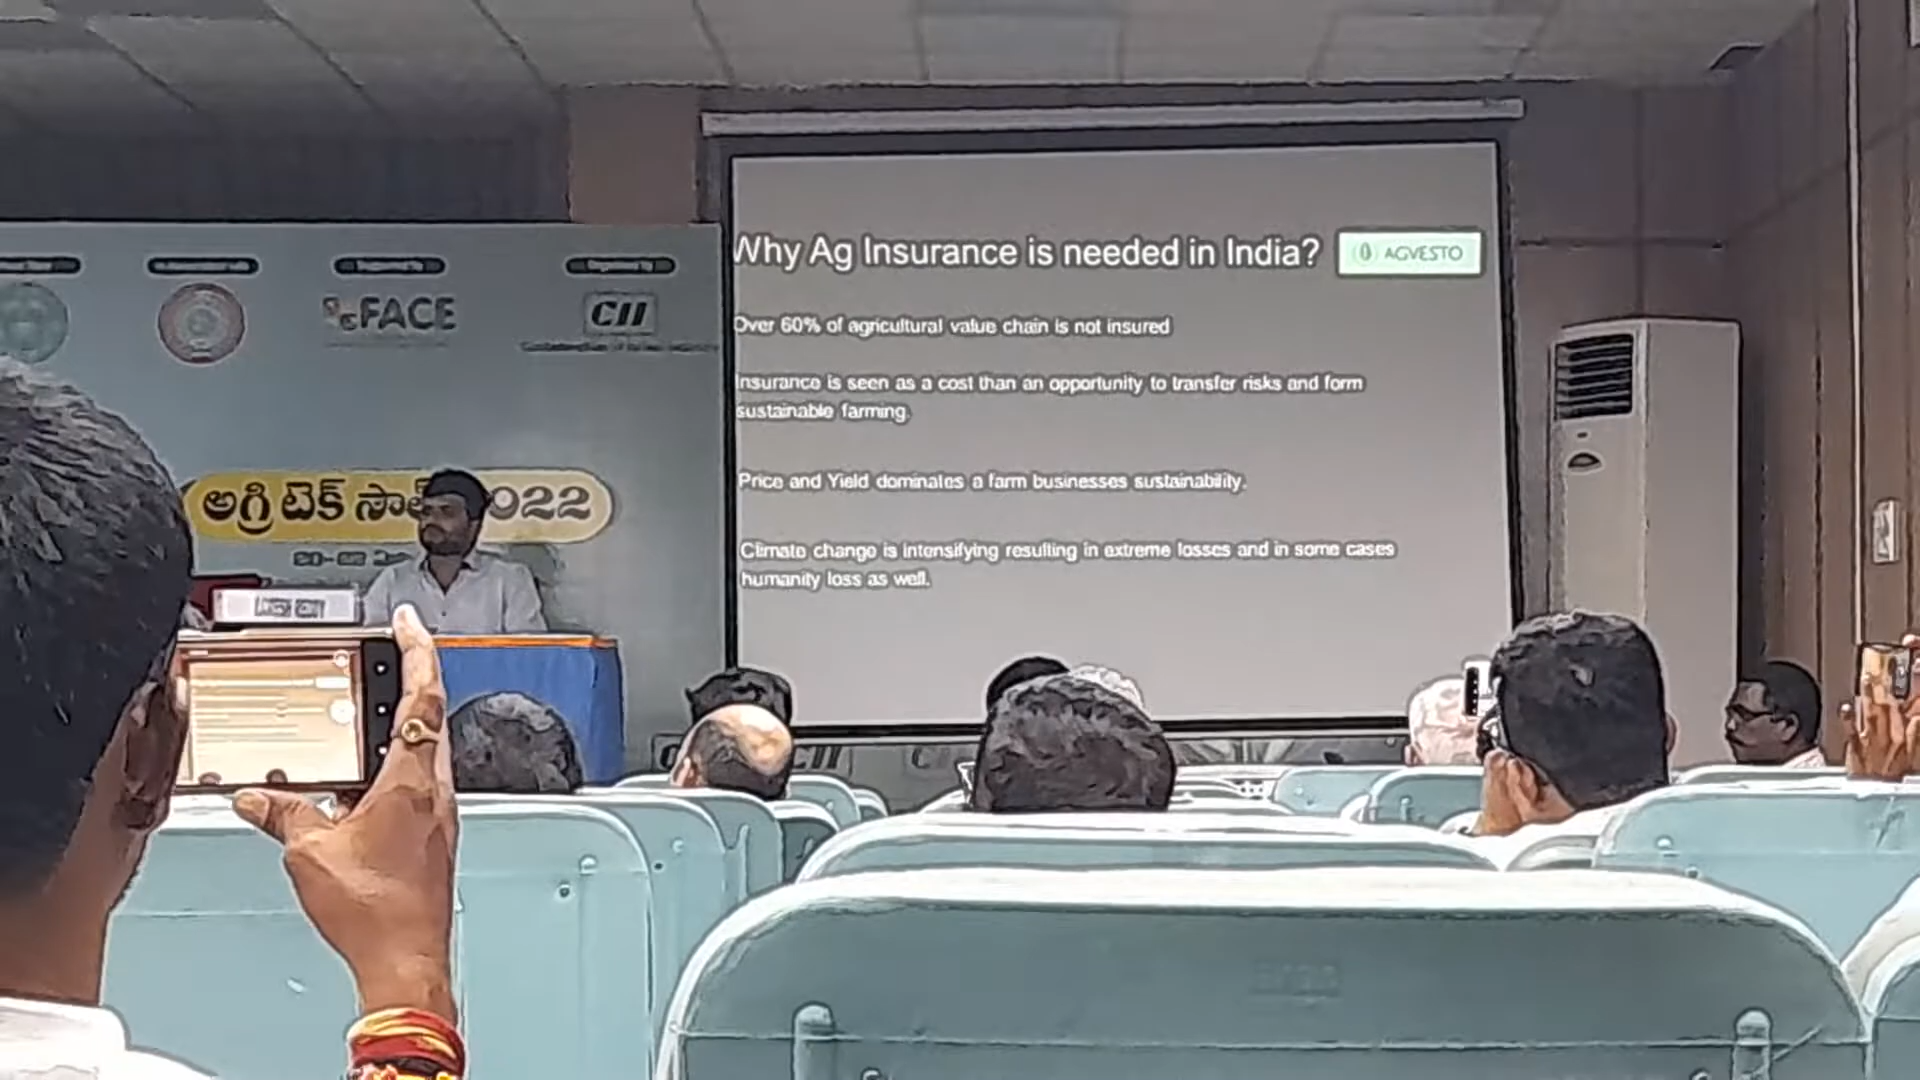 FACE
CII
అగ్రి టెక్ 2022
Why Ag Insurance is needed in India?
AGVESTO
Over 60% of agricultural value chain is not insured
Insurance is seen as a cost than an opportunity to transfer risks and form
sustainable farming.
Price and Yield dominates a farm businesses sustainability.
Climate change is intensifying resulting in extreme losses and in some cases
humanity loss as well.
CII